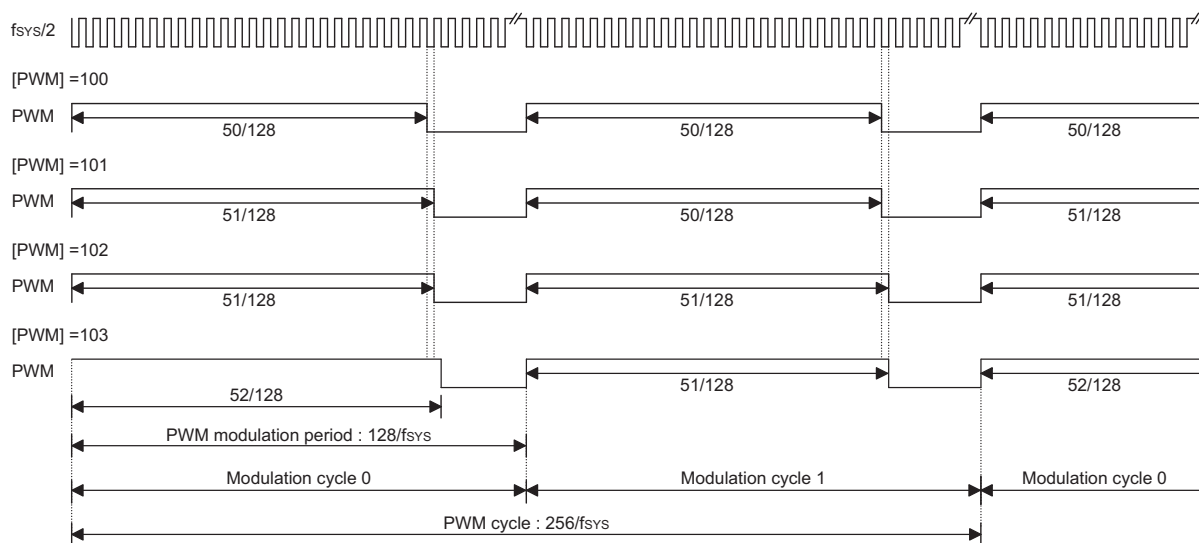 fSYS/2
[PWM] =100
PWM
50/128 50/128 50/128
[PWM] =101
PWM
51/128 50/128 51/128
[PWM] =102
PWM
51/128 51/128 51/128
[PWM] =103
PWM
52/128 51/128 52/128
PWM modulation period : 128/fSYS
Modulation cycle 0 Modulation cycle 1 Modulation cycle 0
PWM cycle : 256/fSYS